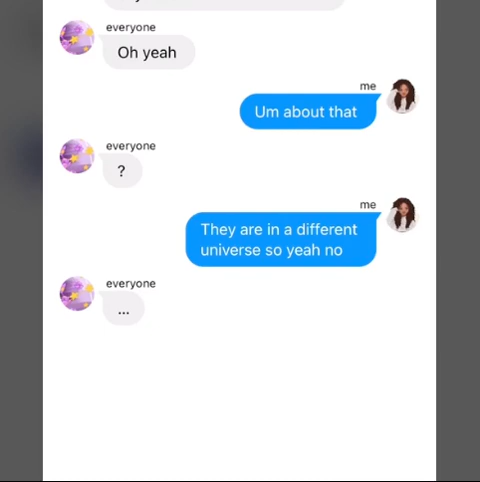 everyone
Oh yeah
me
Um about that
everyone
?
me
They are in a different
universe so yeah no
everyone
...